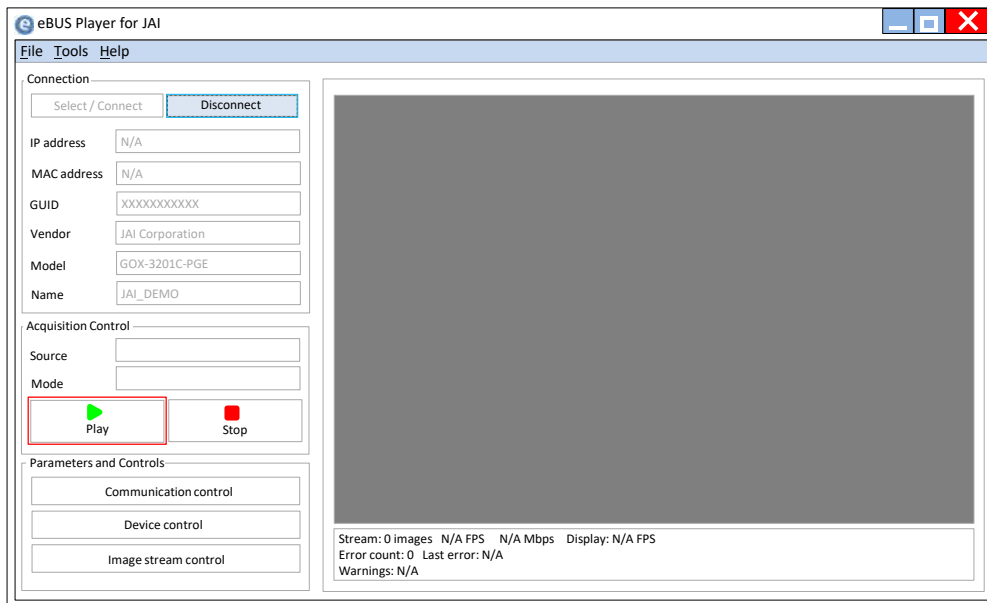 eBUS Player for JAI
File Tools Help
Connection
Select / Connect
Disconnect
IP address
N/A
MAC address
N/A
GUID
XXXXXXXXXXX
Vendor
JAI Corporation
Model
GOX-3201C-PGE
Name
JAI_DEMO
Acquisition Control
Source
Mode
Play
Stop
Parameters and Controls
Communication control
Device control
Image stream control
Stream: 0 images N/A FPS N/A Mbps Display: N/A FPS
Error count: 0 Last error: N/A
Warnings: N/A